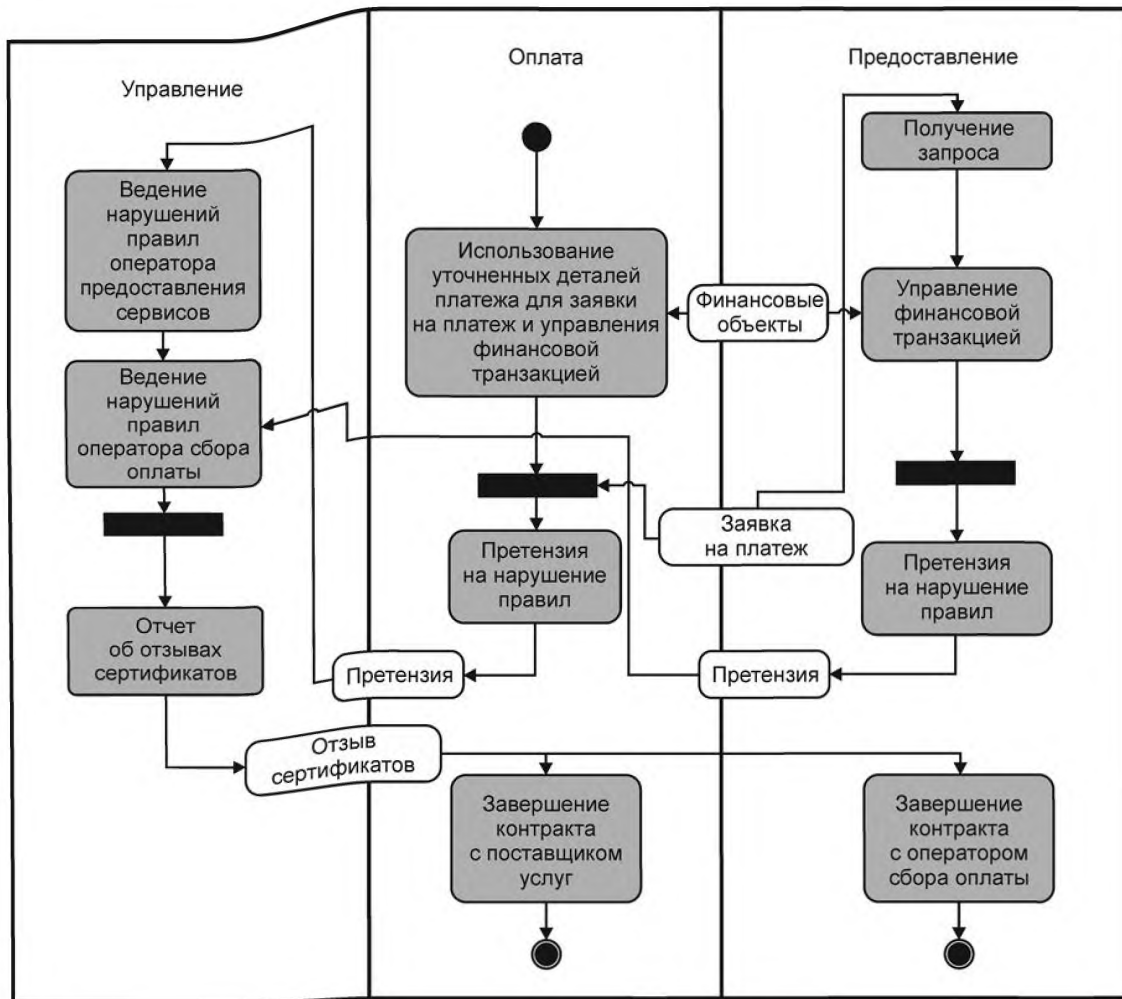 Управление
Оплата
Предоставление
Получение
запроса
Ведение
нарушений
правил
оператора
предоставления
сервисов
Использование
уточненных деталей
платежа для заявки
на платеж и управления
финансовой
транзакцией
Финансовые
объекты
Управление
финансовой
транзакцией
Ведение
нарушений
правил
оператора сбора
оплаты
Заявка
на платеж
Претензия
на нарушение
правил
Претензия
на нарушение
правил
Отчет
об отзывах
сертификатов
Претензия
Претензия
Отзыв
сертификатов
Завершение
контракта
с поставщиком
услуг
Завершение
контракта
с оператором
сбора оплаты